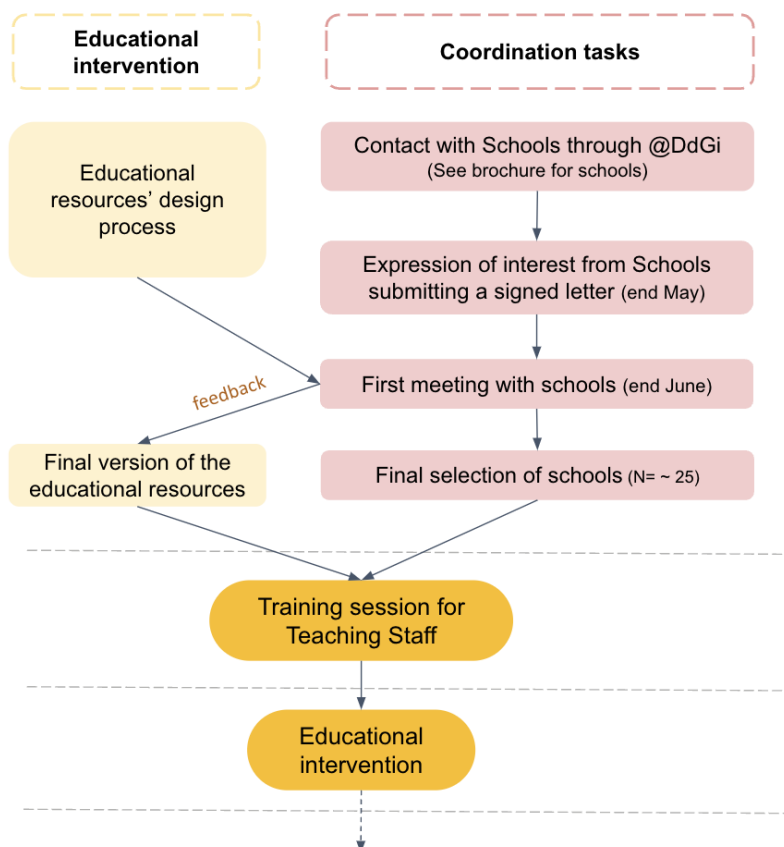 Educational
intervention
Coordination tasks
Educational
resources’ design
process
Contact with Schools through @DdGi
(See brochure for schools)
Expression of interest from Schools
submitting a signed letter (end May)
feedback
First meeting with schools (end June)
Final version of the
educational resources
Final selection of schools (N= ~ 25)
Training session for
Teaching Staff
Educational
intervention